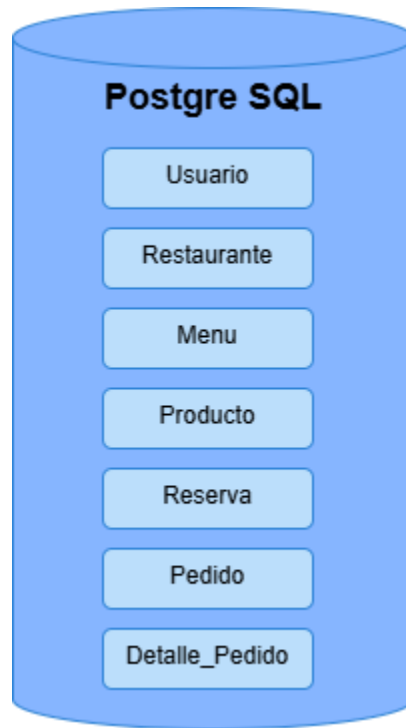 Postgre SQL
Usuario
Restaurante
Menu
Producto
Reserva
Pedido
Detalle_Pedido